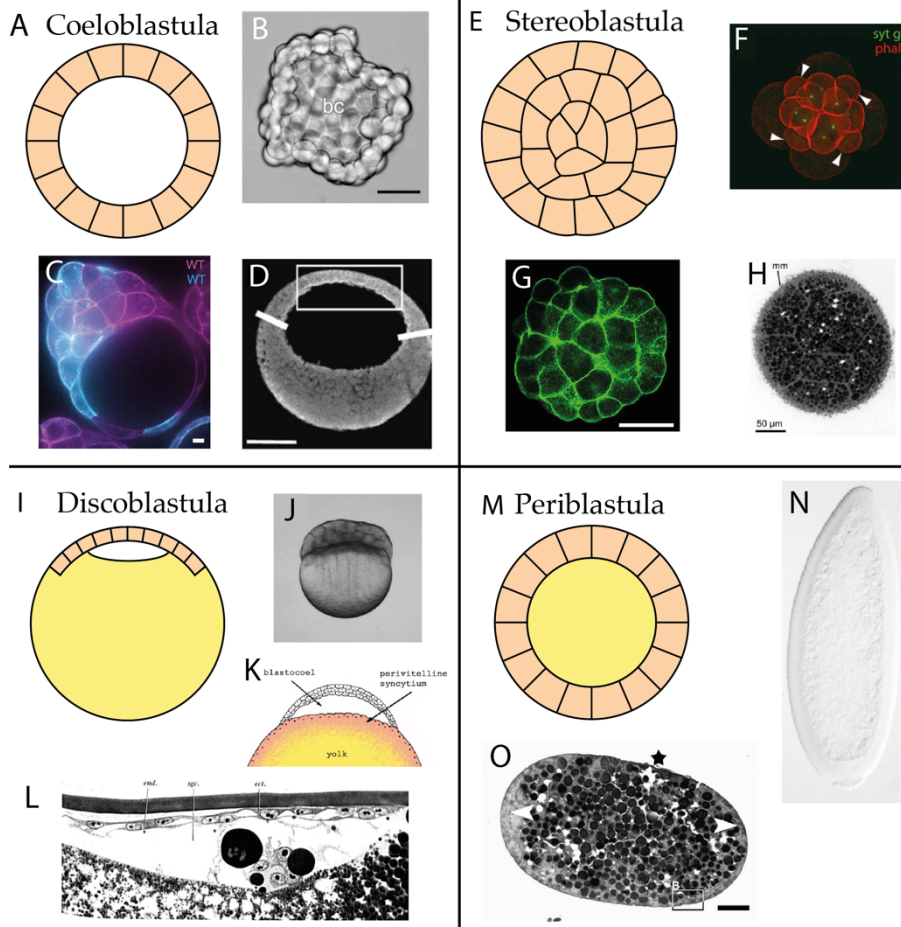 A Coeloblastula
B
bc
C
WT
WT
D
E Stereoblastula
F
syt g
phal
G
H
mm
50 µm
I Discoblastula
J
K
blastocoel
perivitelline
syncytium
yolk
L
end.
sgc.
ect.
M Periblastula
N
O
B